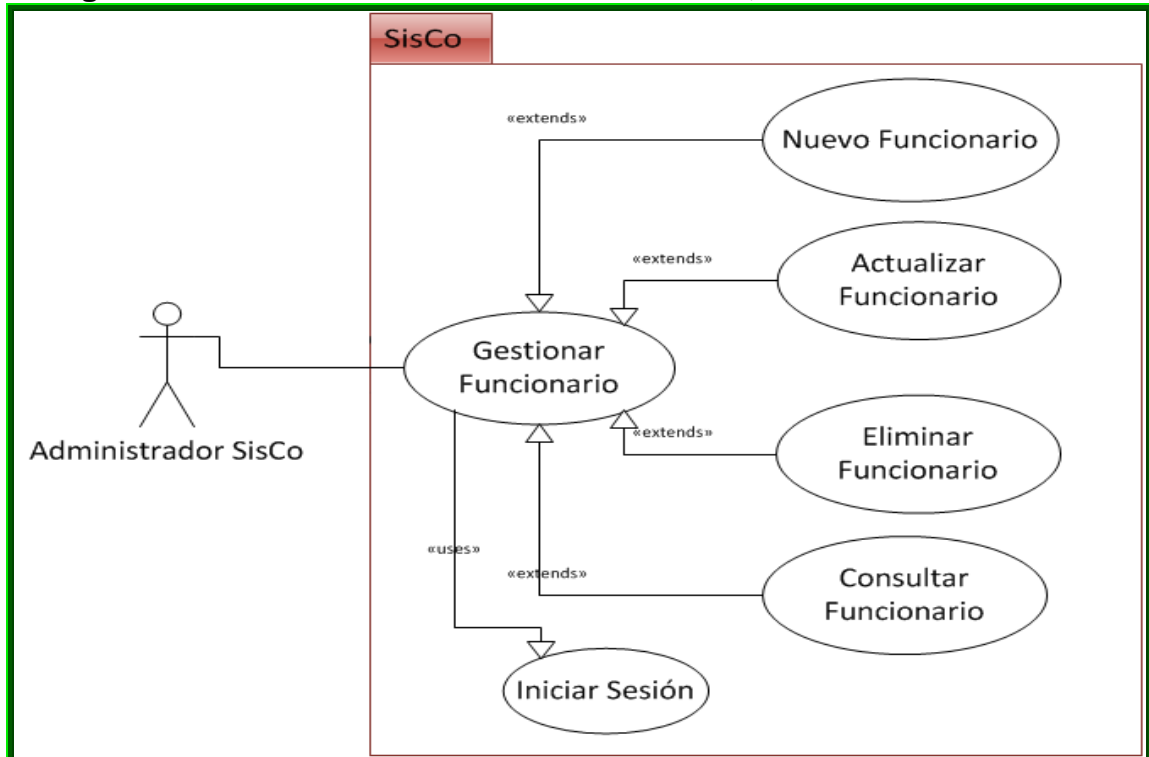 SisCo
«extends»
Nuevo Funcionario
«extends»
Actualizar
Funcionario
Gestionar
Funcionario
Administrador SisCo
«extends»
Eliminar
Funcionario
«uses»
«extends»
Consultar
Funcionario
Iniciar Sesión